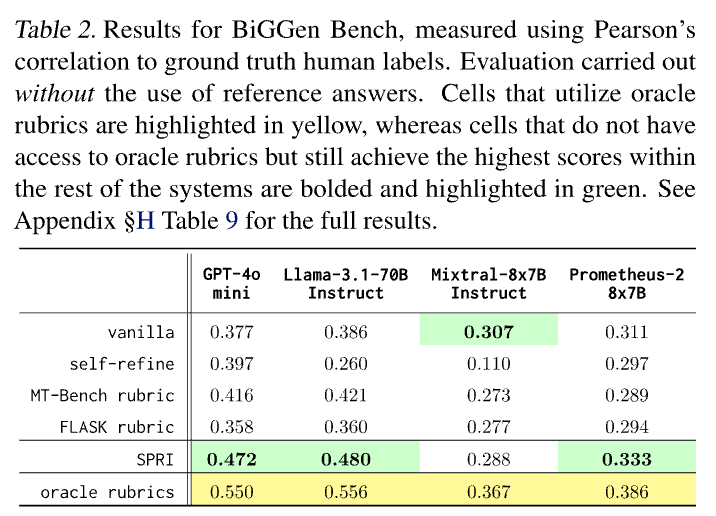 Table 2. Results for BiGGen Bench, measured using Pearson's
correlation to ground truth human labels. Evaluation carried out
without the use of reference answers. Cells that utilize oracle
rubrics are highlighted in yellow, whereas cells that do not have
access to oracle rubrics but still achieve the highest scores within
the rest of the systems are bolded and highlighted in green. See
Appendix §H Table 9 for the full results.
GPT-4o Llama-3.1-70B Mixtral-8x7B Prometheus-2
mini Instruct Instruct 8x7B
vanilla 0.377 0.386 0.307 0.311
self-refine 0.397 0.260 0.110 0.297
MT-Bench rubric 0.416 0.421 0.273 0.289
FLASK rubric 0.358 0.360 0.277 0.294
SPRI 0.472 0.480 0.288 0.333
oracle rubrics 0.550 0.556 0.367 0.386